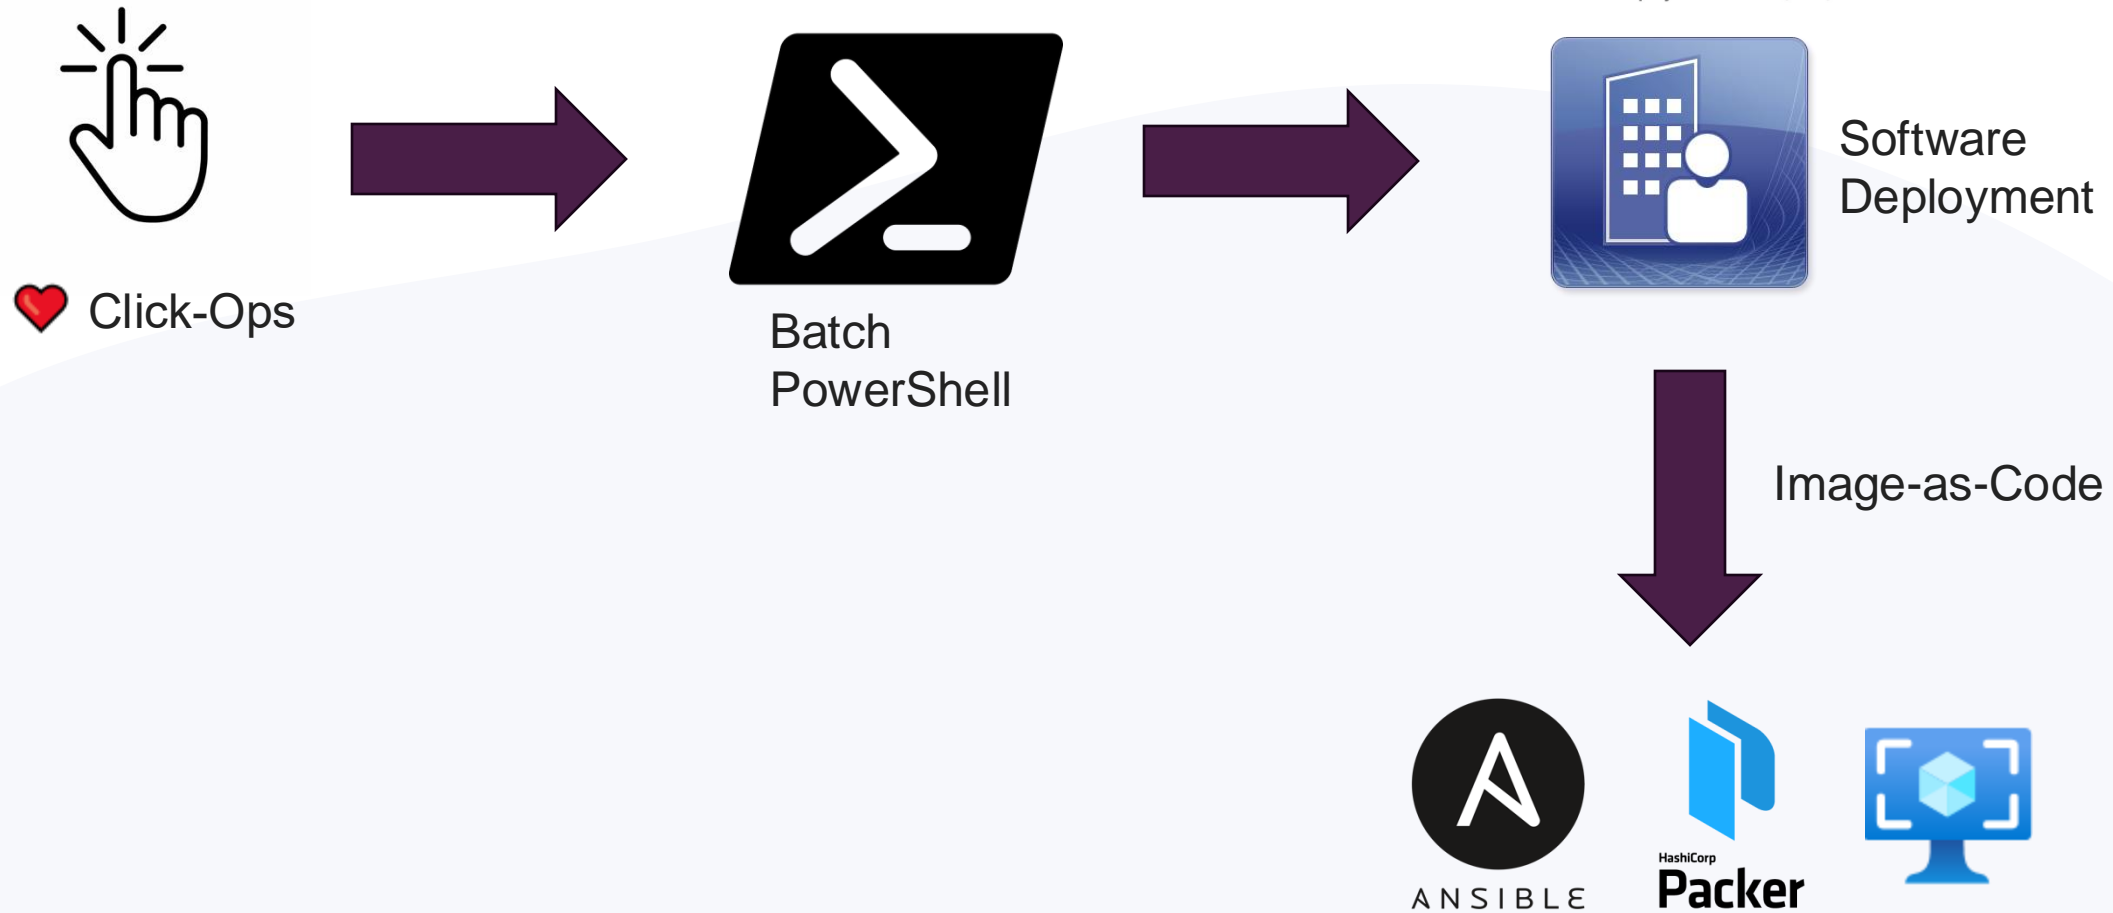 Click-Ops
Batch
PowerShell
Software
Deployment
Image-as-Code
ANSIBLE
HashiCorp
Packer